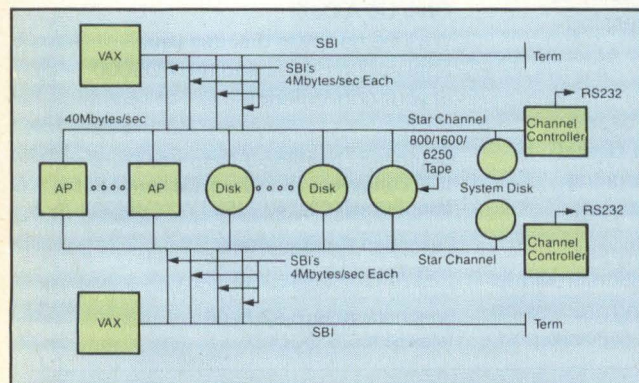 VAX
SBI
Term
SBI's
4Mbytes/sec Each
RS232
40Mbytes/sec
Star Channel
Channel
Controller
800/1600/
6250
Tape
AP
AP
Disk
Disk
System Disk
RS232
SBI's
4Mbytes/sec Each
Star Channel
Channel
Controller
VAX
SBI
Term